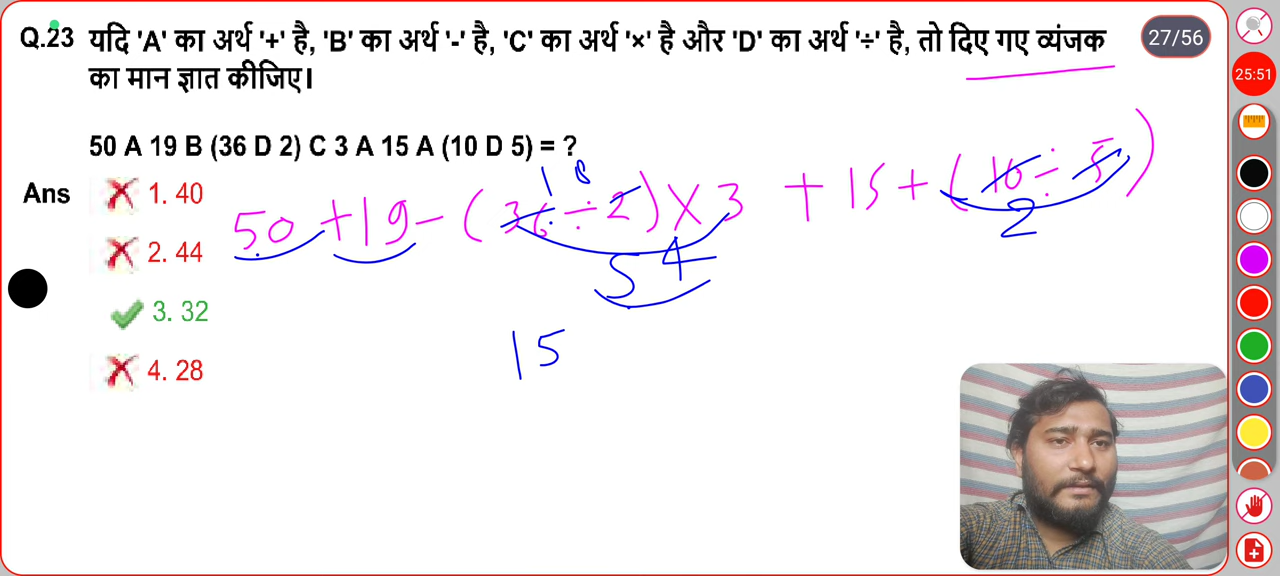 Q.23 यदि 'A' का अर्थ '+' है, 'B' का अर्थ '-' है, 'C' का अर्थ '×' है और 'D' का अर्थ '÷' है, तो दिए गए व्यंजक
का मान ज्ञात कीजिए।
27/56
25:51
50 A 19 B (36 D 2) C 3 A 15 A (10 D 5) = ?
Ans
1. 40
2. 44
3. 32
4. 28
18
50 + 19 - (36 ÷ 2) × 3 + 15 + (10 ÷ 5)
54
2
15